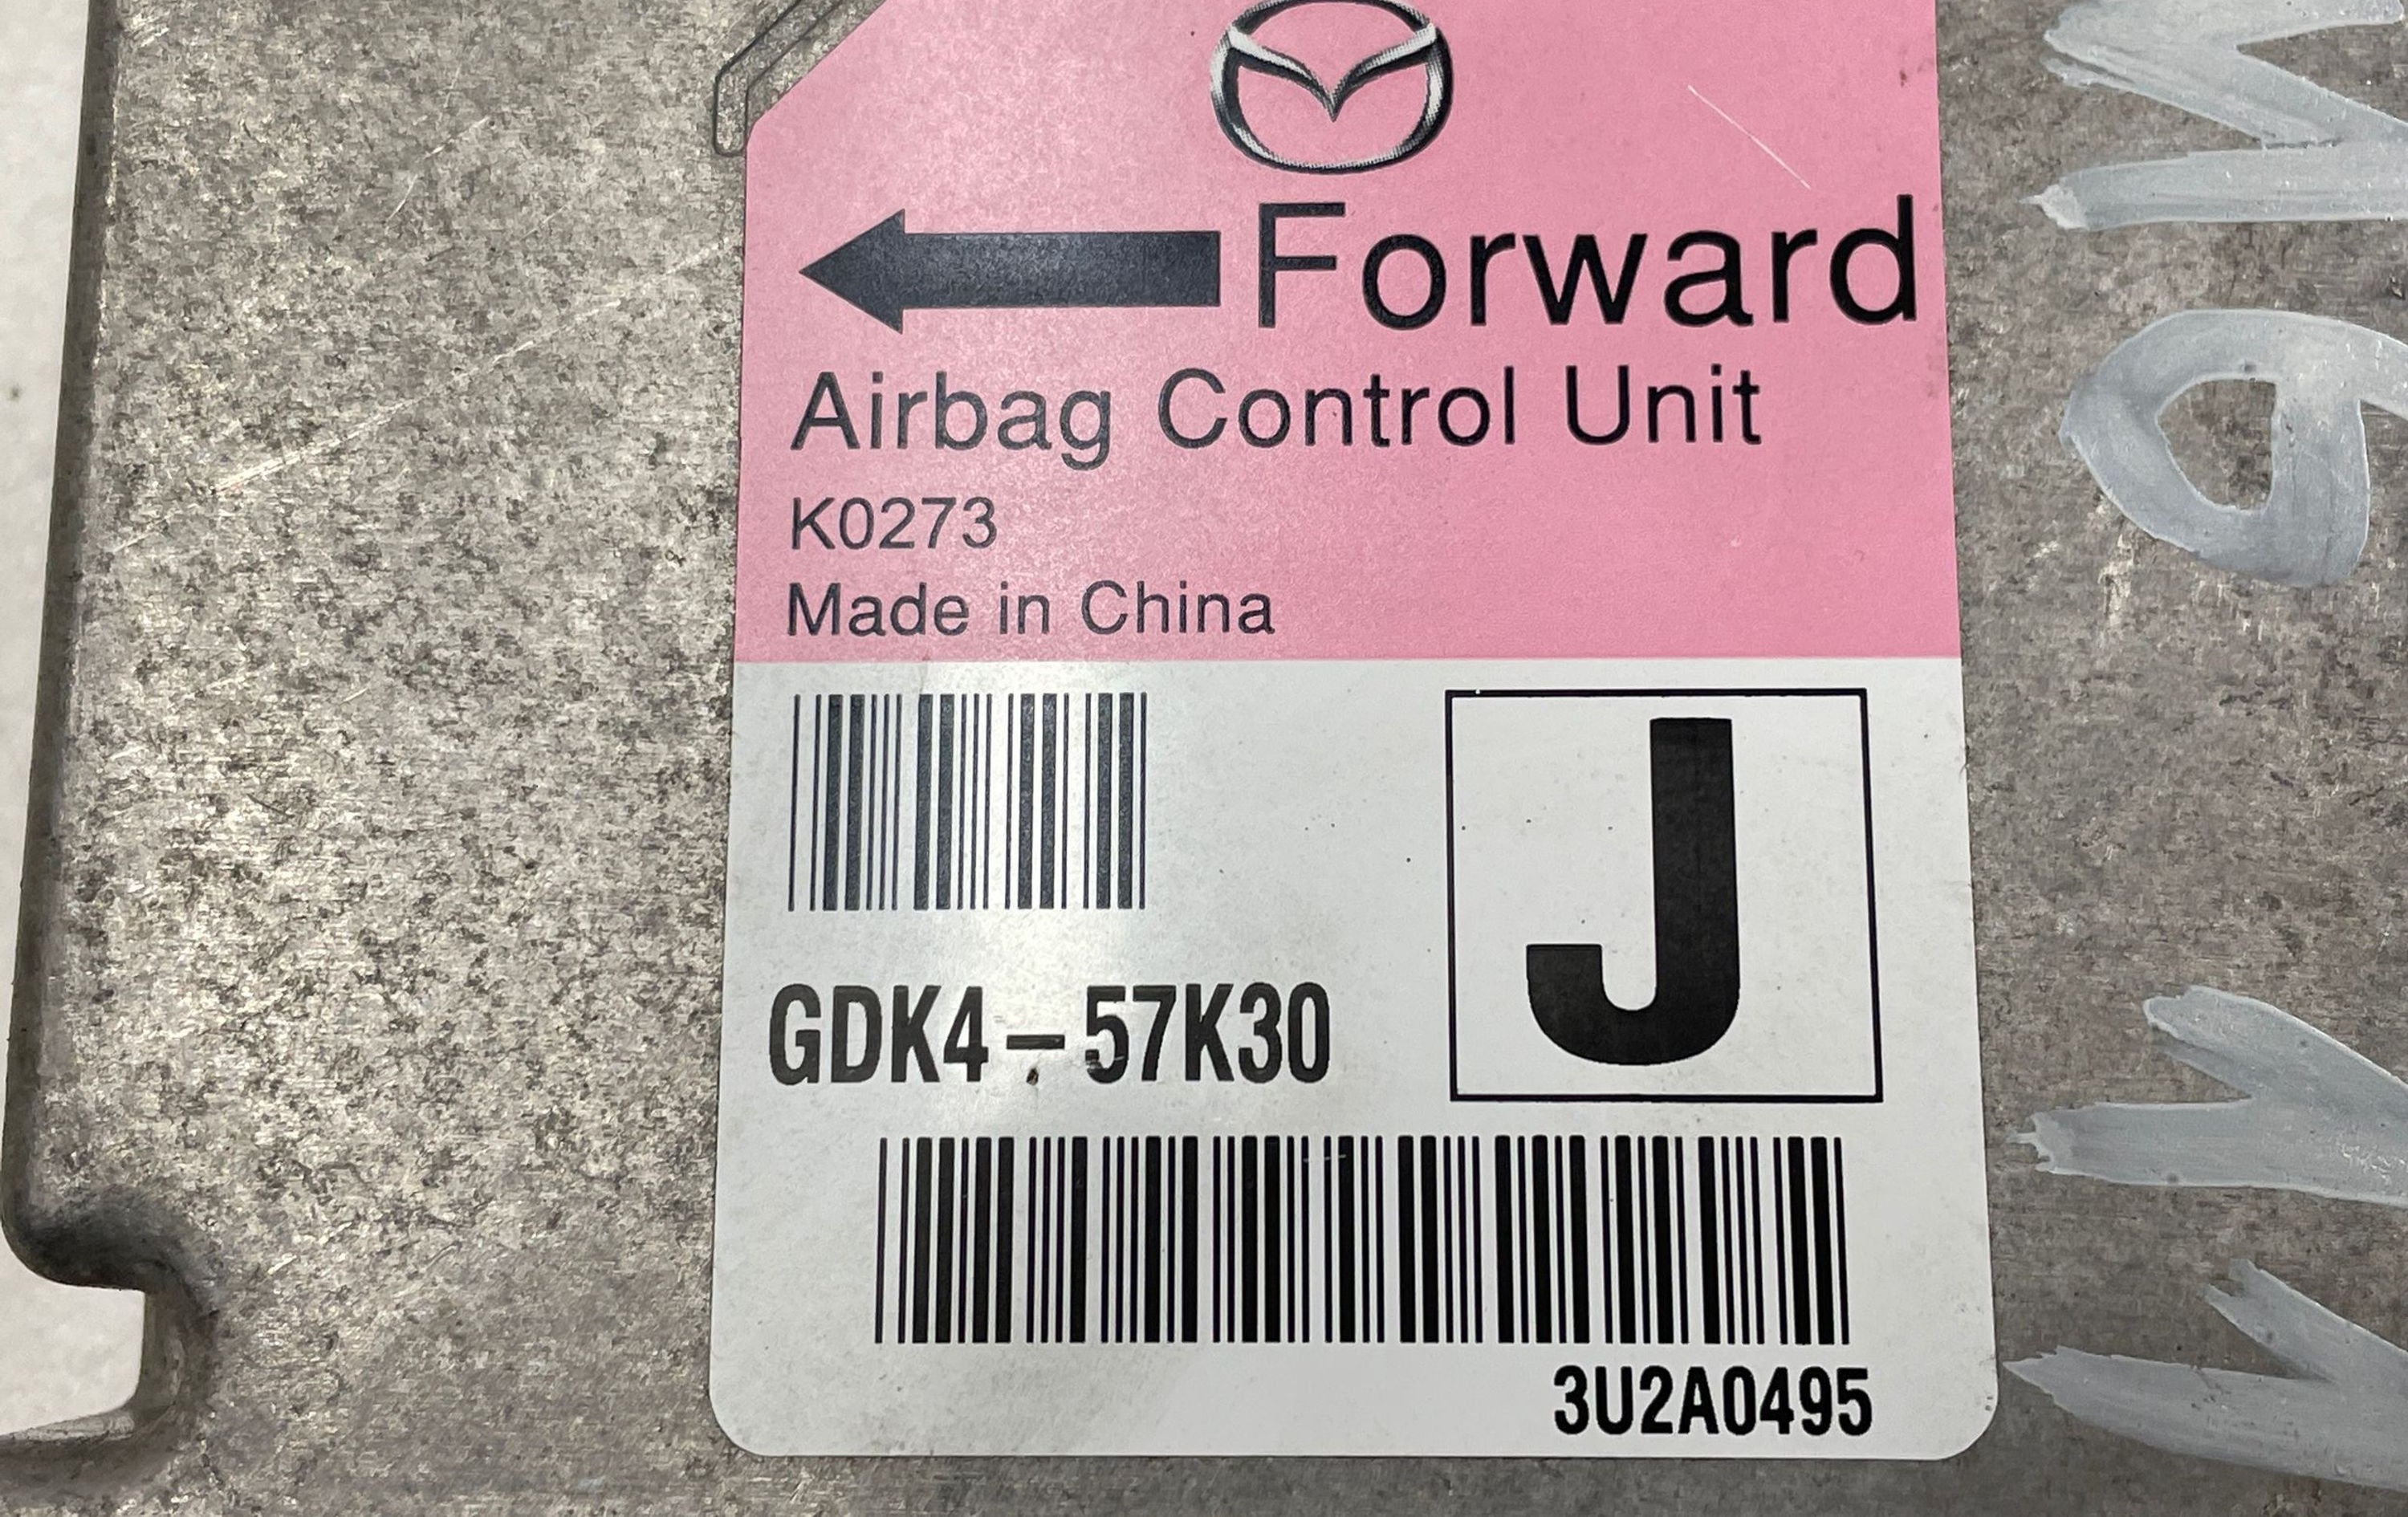 Forward
Airbag Control Unit
K0273
Made in China
J
GDK4-57K30
3U2A0495